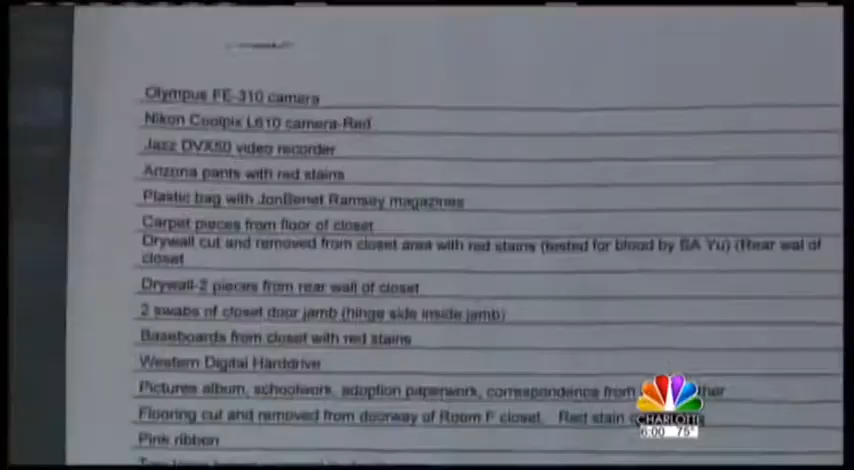 Olympus FE-310 camera
Nikon Coolpix L610 camera-Red
Jazz DVX50 video recorder
Arizona pants with red stains
Plastic bag with JonBenet Ramsey magazines
Carpet pieces from floor of closet
Drywall cut and removed from closet area with red stains (tested for blood by SA Yu) (Rear wal of
closet
Drywall-2 pieces from rear wall of closet
2 swabs of closet door jamb (hinge side inside jamb)
Baseboards from closet with red stains
Western Digital Harddrive
Pictures album, schoolwork, adoption paperwork, correspondence from
Flooring cut and removed from doorway of Room F closet. Red stain
CHARLOTTE
6:00 75°
Pink ribbon